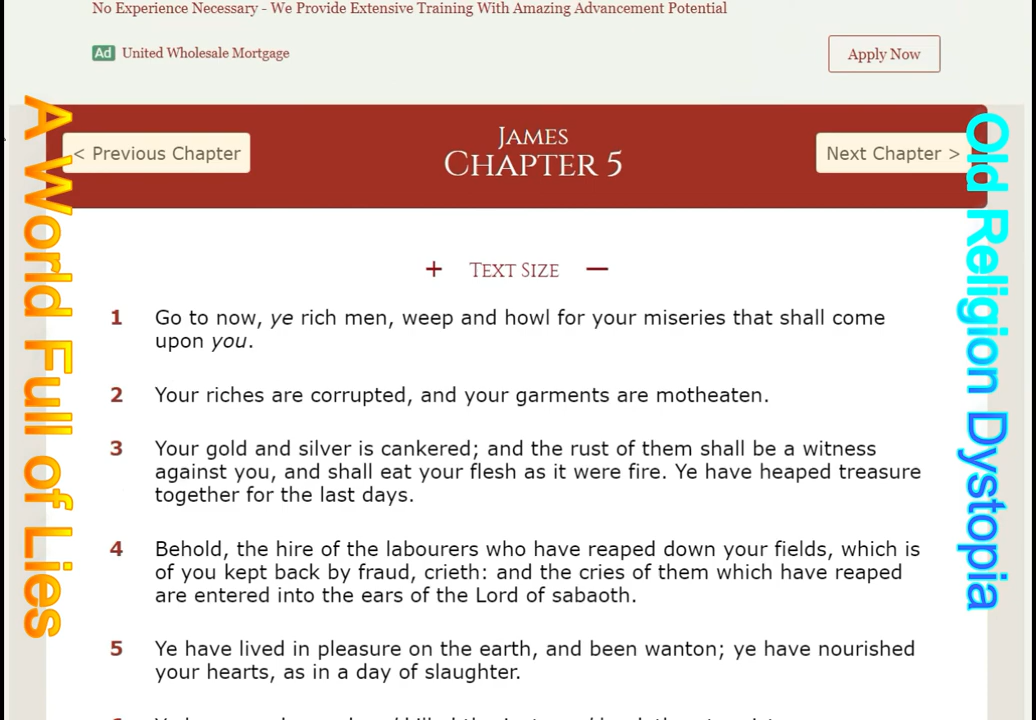 No Experience Necessary - We Provide Extensive Training With Amazing Advancement Potential
Ad United Wholesale Mortgage
Apply Now
A World Full of Lies
Old Religion Dystopia
< Previous Chapter
JAMES
CHAPTER 5
Next Chapter >
+ TEXT SIZE —
1 Go to now, ye rich men, weep and howl for your miseries that shall come
upon you.
2 Your riches are corrupted, and your garments are motheaten.
3 Your gold and silver is cankered; and the rust of them shall be a witness
against you, and shall eat your flesh as it were fire. Ye have heaped treasure
together for the last days.
4 Behold, the hire of the labourers who have reaped down your fields, which is
of you kept back by fraud, crieth: and the cries of them which have reaped
are entered into the ears of the Lord of sabaoth.
5 Ye have lived in pleasure on the earth, and been wanton; ye have nourished
your hearts, as in a day of slaughter.